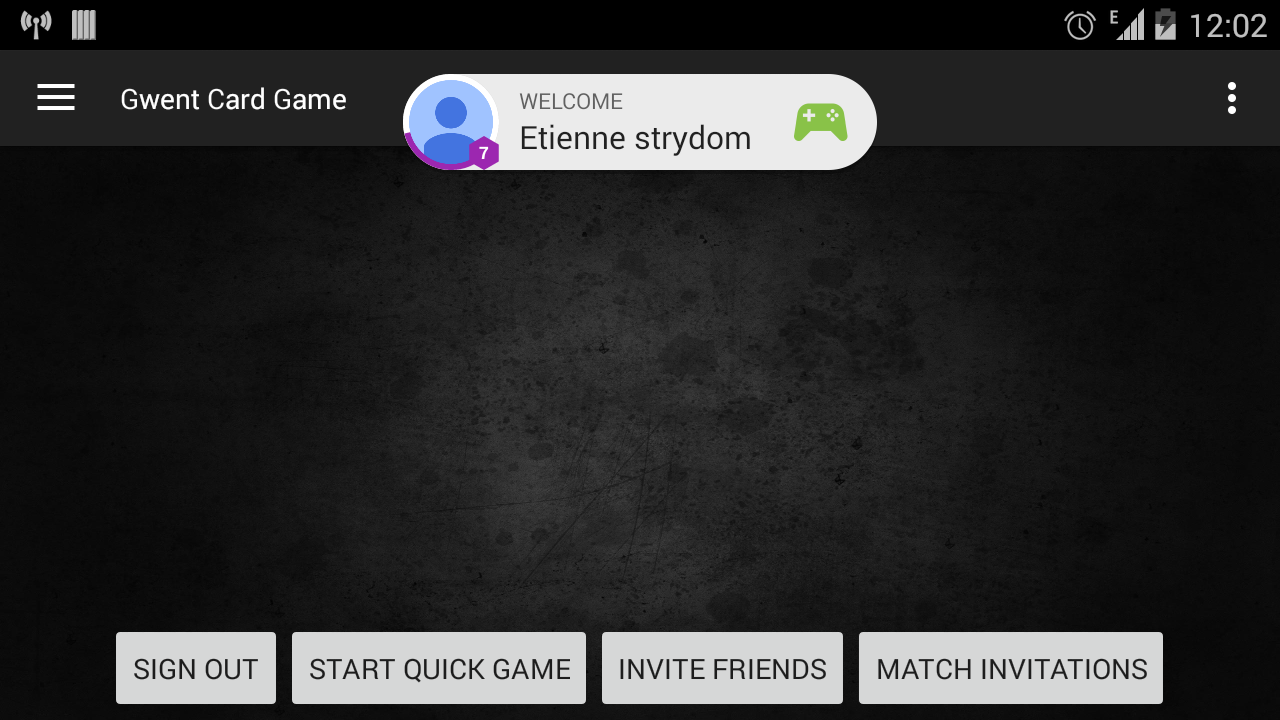 E
12:02
Gwent Card Game
WELCOME
Etienne strydom
7
SIGN OUT
START QUICK GAME
INVITE FRIENDS
MATCH INVITATIONS